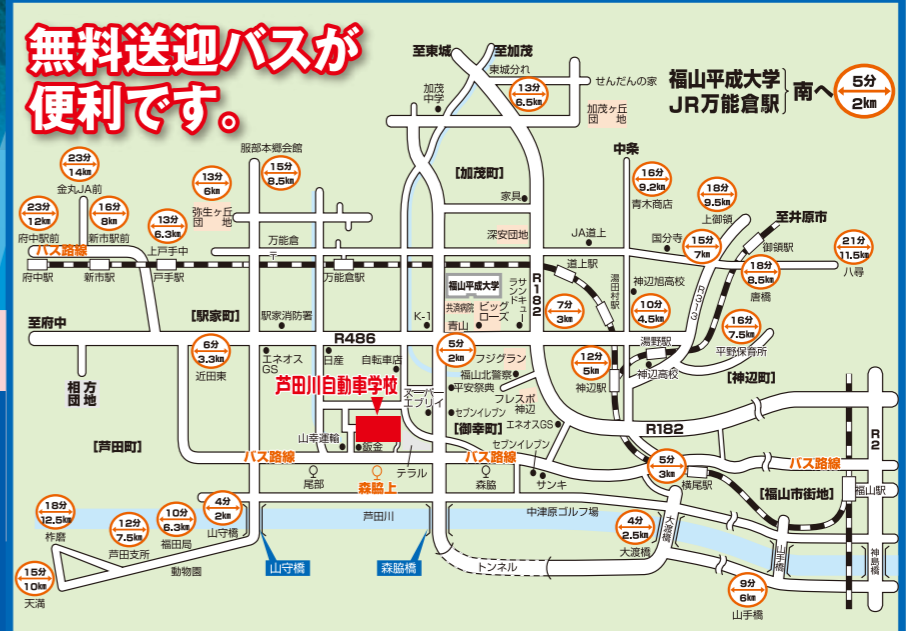 無料送迎バスが
便利です。
至東城
至加茂
東城分れ
せんだんの家
加茂
中学
13分
6.5km
加茂ヶ丘
団地
福山平成大学
JR万能倉駅
南へ
5分
2km
服部本郷会館
15分
8.5km
[加茂町]
中条
16分
9.2km
青木商店
23分
14km
金丸JA前
13分
6km
弥生ヶ丘
団地
家具
18分
9.5km
上御領
至井原市
23分
12km
府中駅前
16分
8km
新市駅前
13分
6.3km
上戸手中
万能倉
〒
深安団地
JA道上
国分寺
15分
7km
御領駅
21分
11.5km
八尋
バス路線
府中駅
新市駅
戸手駅
万能倉駅
福山平成大学
サンキュー
ランド
R182
道上駅
湯田村駅
神辺旭高校
R313
18分
8.5km
唐橋
共済病院
ビッグ
ローズ
青山
7分
3km
10分
4.5km
16分
7.5km
平野保育所
至府中
[駅家町]
駅家消防署
K-1
R486
5分
2km
湯野駅
6分
3.3km
近田東
エネオス
GS
日産
自転車店
フジグラン
福山北警察
平安祭典
12分
5km
神辺駅
神辺高校
[神辺町]
相方
団地
芦田川自動車学校
スーパー
エブリイ
フレスポ
神辺
セブンイレブン
エネオスGS
[御幸町]
[芦田町]
山幸運輸
鈑金
セブンイレブン
R182
R2
バス路線
尾部
森脇上
テラル
バス路線
森脇
サンキ
5分
3km
横尾駅
バス路線
[福山市街地]
福山駅
18分
12.5km
柞磨
12分
7.5km
芦田支所
10分
6.3km
福田局
4分
2km
山守橋
芦田川
中津原ゴルフ場
4分
2.5km
大渡橋
大渡橋
山手橋
神島橋
15分
10km
天満
動物園
山守橋
森脇橋
トンネル
9分
6km
山手橋